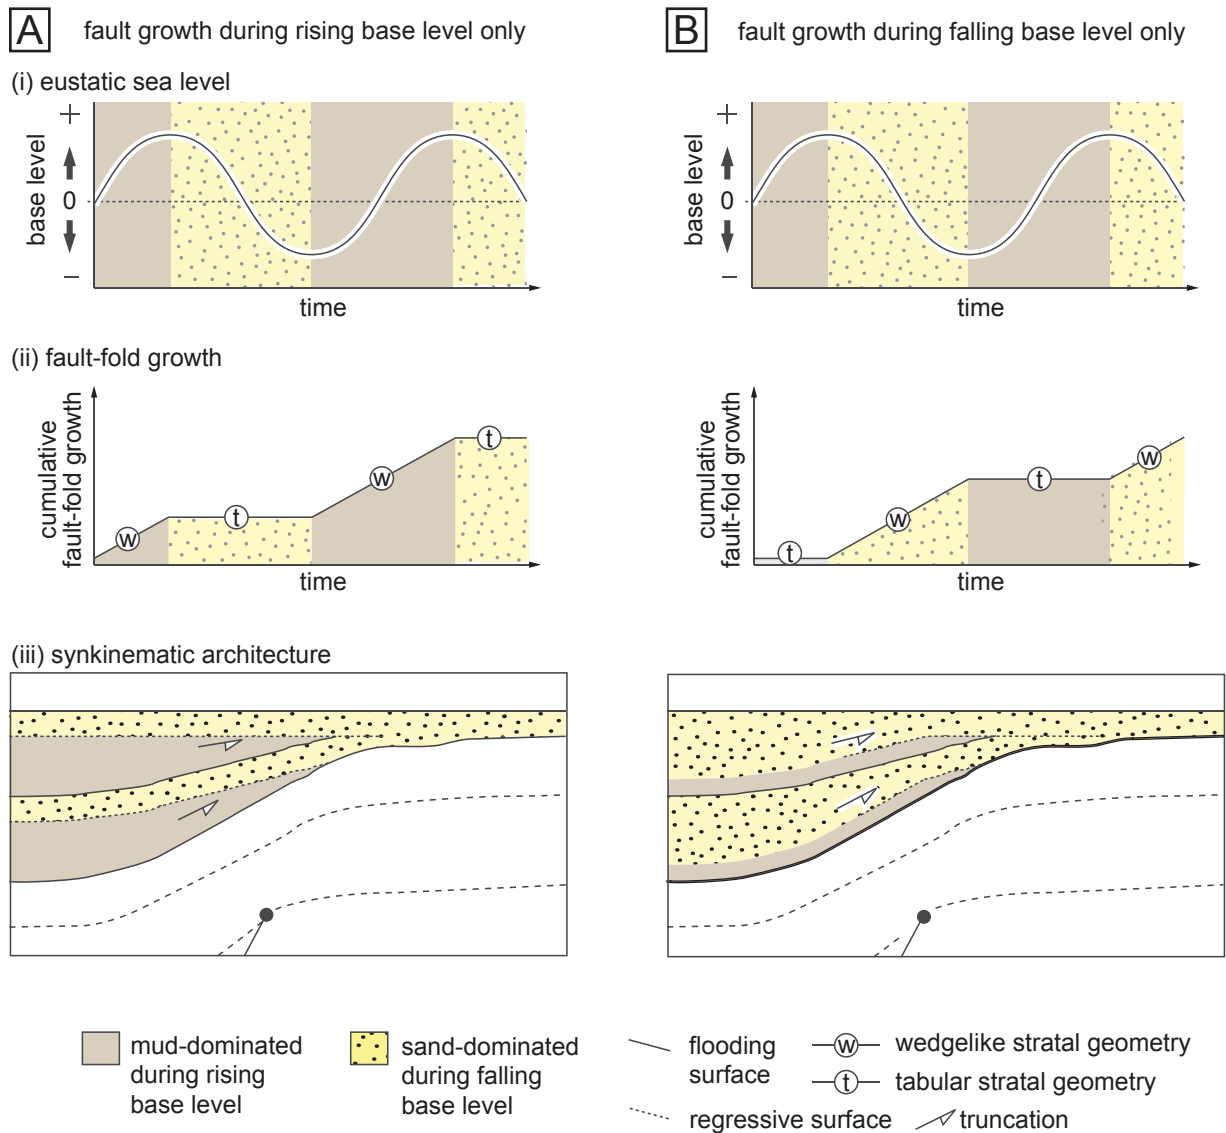 A fault growth during rising base level only
B fault growth during falling base level only
(i) eustatic sea level
+
base level
0
−
time
+
base level
0
−
time
(ii) fault-fold growth
cumulative
fault-fold growth
w
t
w
t
time
cumulative
fault-fold growth
t
w
t
w
time
(iii) synkinematic architecture
mud-dominated
during rising
base level
sand-dominated
during falling
base level
flooding
surface
regressive surface
w wedgelike stratal geometry
t tabular stratal geometry
truncation